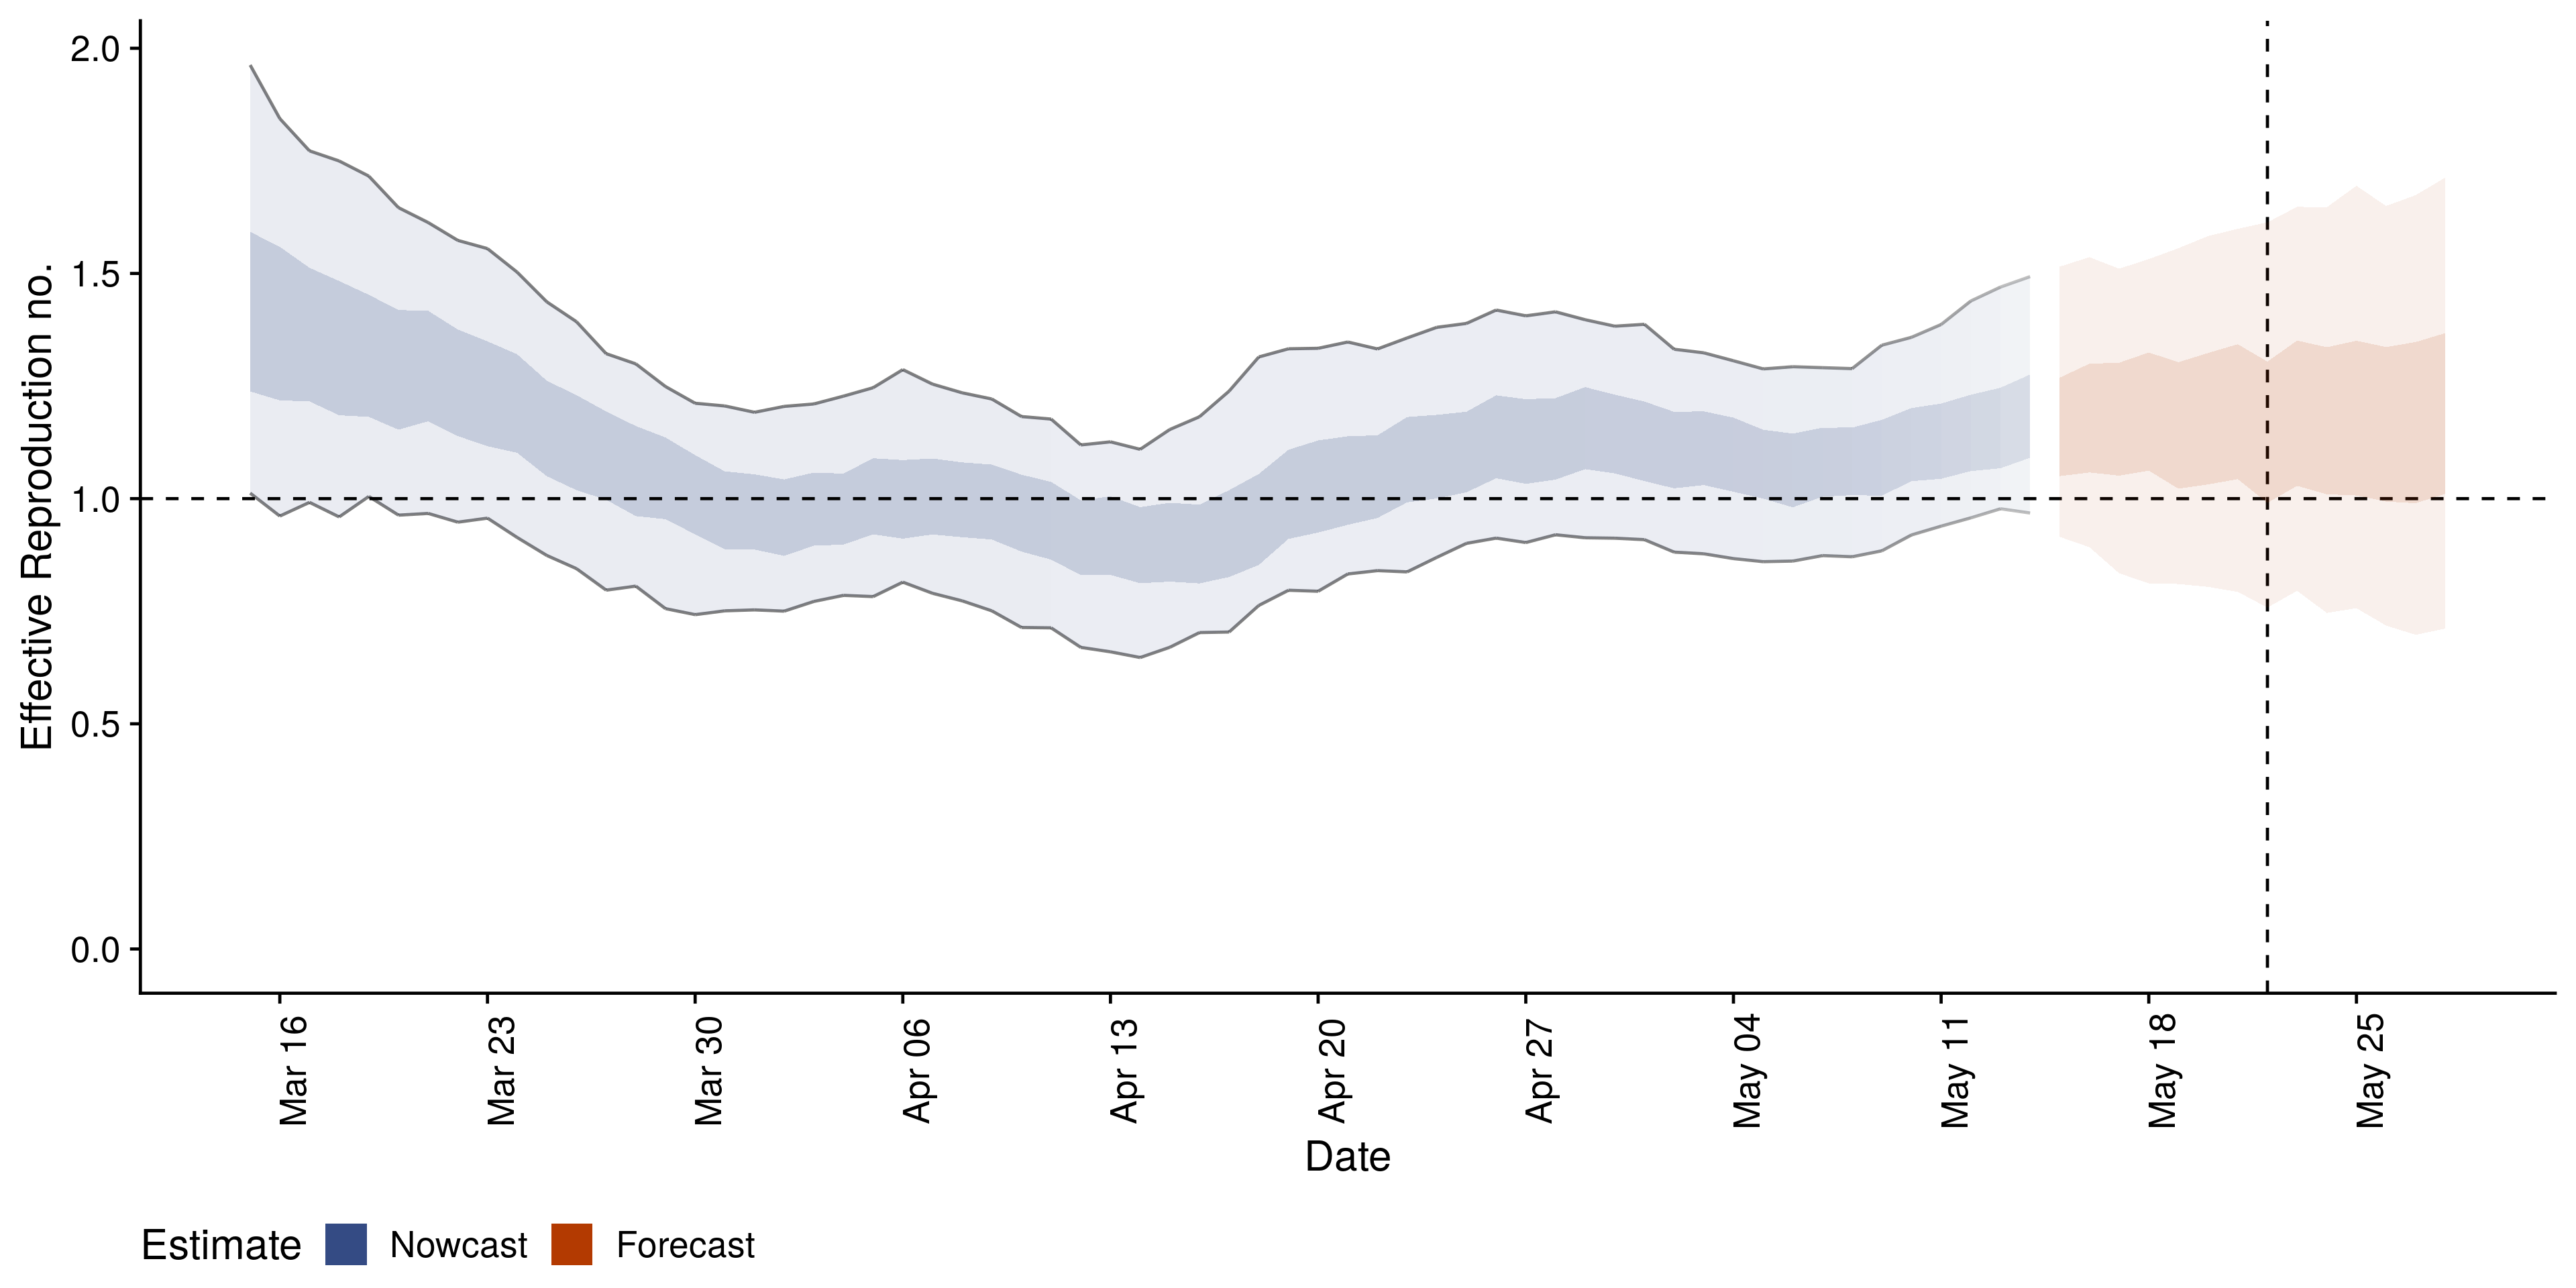 Effective Reproduction no.
2.0
1.5
1.0
0.5
0.0
Mar 16
Mar 23
Mar 30
Apr 06
Apr 13
Apr 20
Apr 27
May 04
May 11
May 18
May 25
Date
Estimate Nowcast Forecast